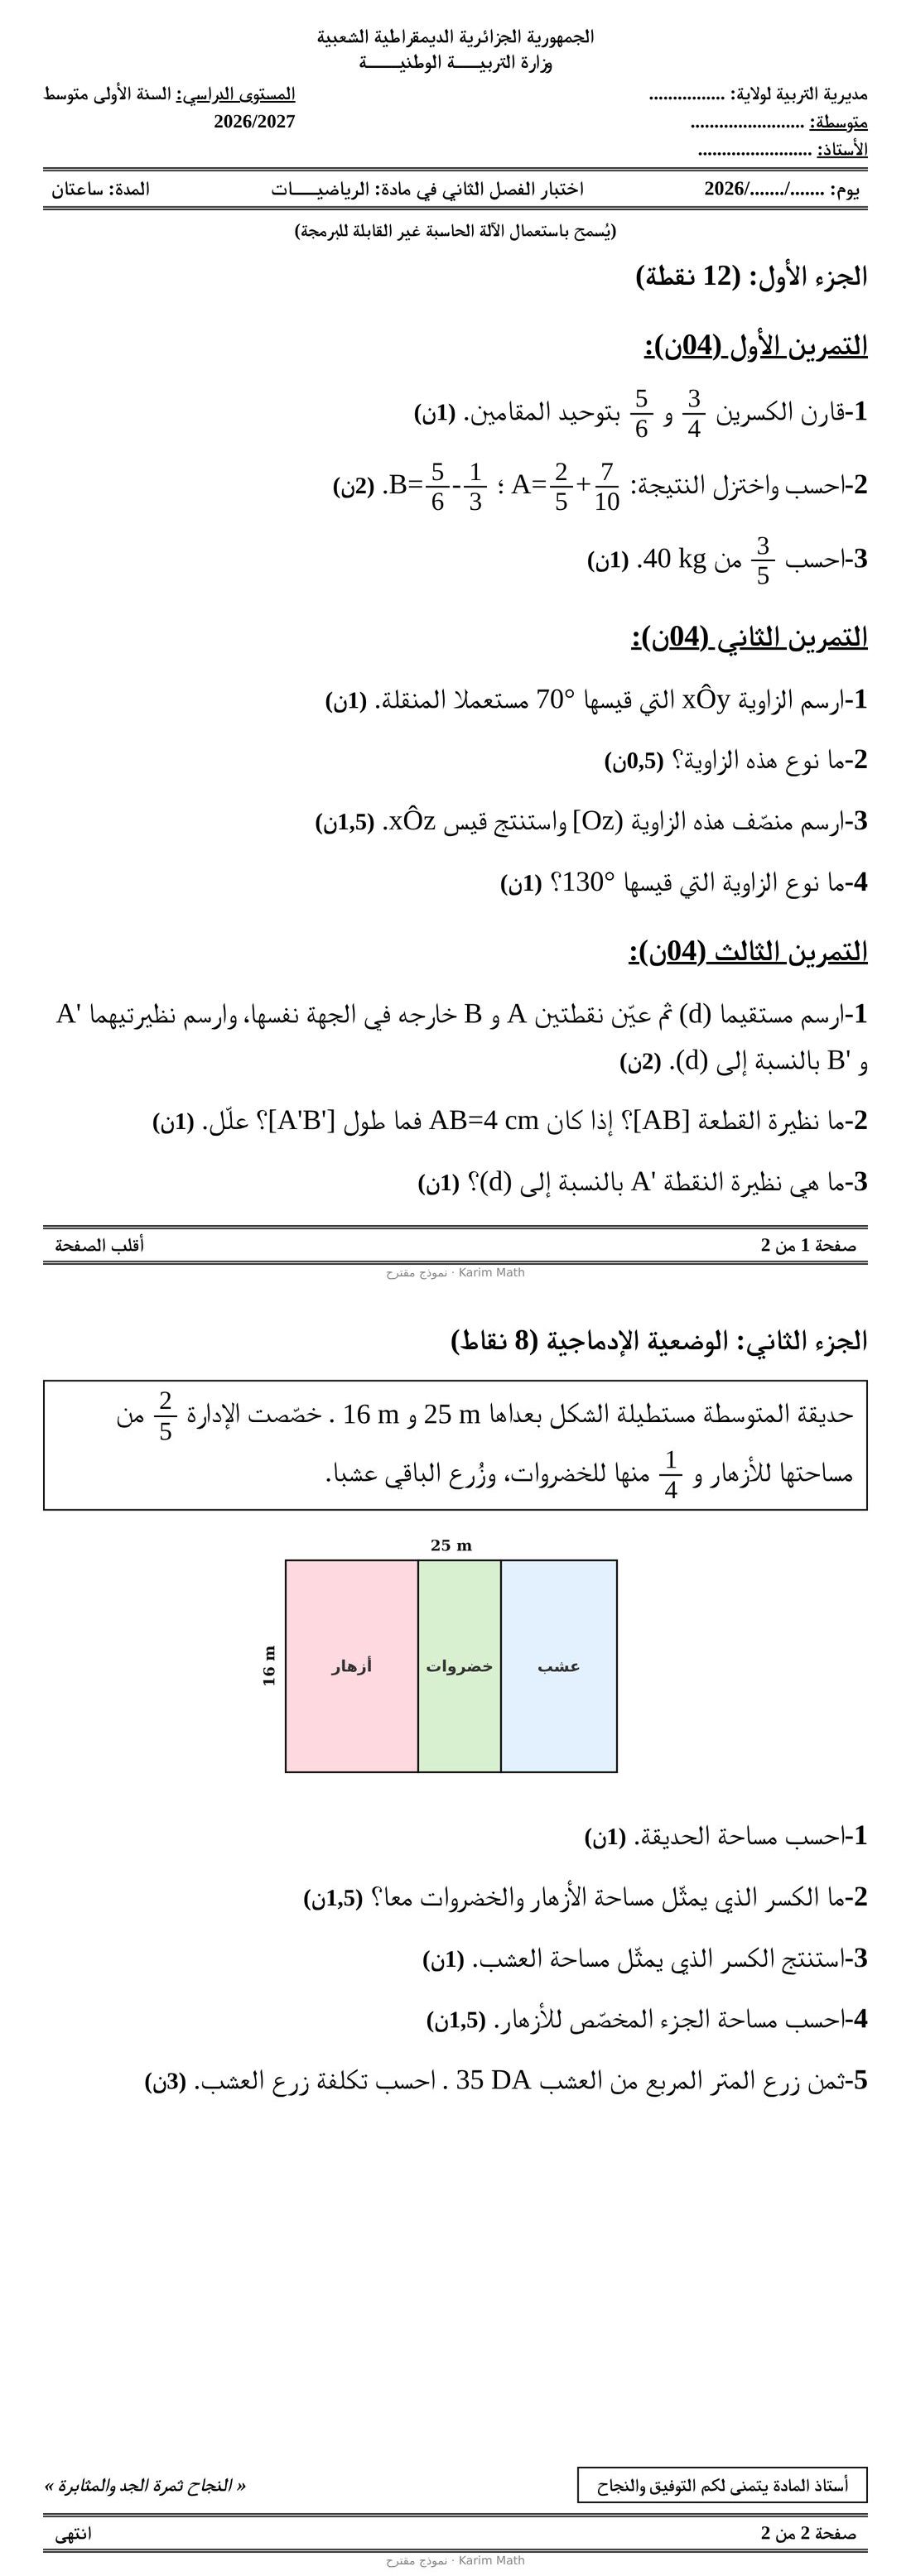 الجمهورية الجزائرية الديمقراطية الشعبية
وزارة التربيـــــة الوطنيــــــــة
مديرية التربية لولاية: ................
المستوى الدراسي: السنة الأولى متوسط
متوسطة: ........................
2026/2027
الأستاذ: ........................
يوم: ......./......./2026
اختبار الفصل الثاني في مادة: الرياضيـــــات
المدة: ساعتان
(يُسمح باستعمال الآلة الحاسبة غير القابلة للبرمجة)
الجزء الأول: (12 نقطة)
التمرين الأول (04ن):
1-قارن الكسرين 3/4 و 5/6 بتوحيد المقامين. (1ن)
2-احسب واختزل النتيجة: A=2/5+7/10 ؛ B=5/6-1/3. (2ن)
3-احسب 3/5 من 40 kg. (1ن)
التمرين الثاني (04ن):
1-ارسم الزاوية xÔy التي قيسها 70° مستعملا المنقلة. (1ن)
2-ما نوع هذه الزاوية؟ (0,5ن)
3-ارسم منصّف هذه الزاوية [Oz) واستنتج قيس xÔz. (1,5ن)
4-ما نوع الزاوية التي قيسها 130°؟ (1ن)
التمرين الثالث (04ن):
1-ارسم مستقيما (d) ثم عيّن نقطتين A و B خارجه في الجهة نفسها، وارسم نظيرتيهما A'
و B' بالنسبة إلى (d). (2ن)
2-ما نظيرة القطعة [AB]؟ إذا كان AB=4 cm فما طول [A'B']؟ علّل. (1ن)
3-ما هي نظيرة النقطة A' بالنسبة إلى (d)؟ (1ن)
صفحة 1 من 2
أقلب الصفحة
نموذج مقترح · Karim Math
الجزء الثاني: الوضعية الإدماجية (8 نقاط)
حديقة المتوسطة مستطيلة الشكل بعداها 25 m و 16 m . خصّصت الإدارة 2/5 من
مساحتها للأزهار و 1/4 منها للخضروات، وزُرع الباقي عشبا.
25 m
16 m
أزهار
خضروات
عشب
1-احسب مساحة الحديقة. (1ن)
2-ما الكسر الذي يمثّل مساحة الأزهار والخضروات معا؟ (1,5ن)
3-استنتج الكسر الذي يمثّل مساحة العشب. (1ن)
4-احسب مساحة الجزء المخصّص للأزهار. (1,5ن)
5-ثمن زرع المتر المربع من العشب 35 DA . احسب تكلفة زرع العشب. (3ن)
أستاذ المادة يتمنى لكم التوفيق والنجاح
« النجاح ثمرة الجد والمثابرة »
صفحة 2 من 2
انتهى
نموذج مقترح · Karim Math